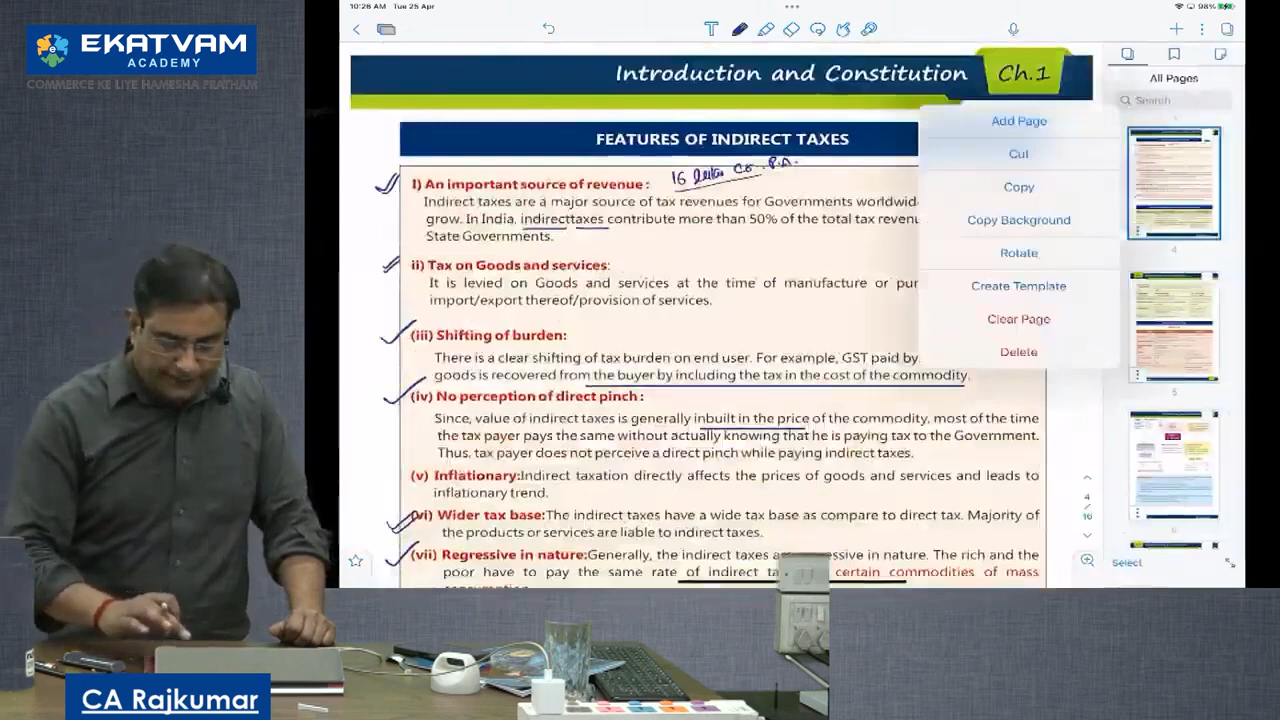 10:26 AM Tue 25 Apr
98%
EKATVAM
ACADEMY
COMMERCE KE LIYE HAMESHA PRATHAM
Introduction and Constitution
Ch.1
All Pages
Search
FEATURES OF INDIRECT TAXES
Add Page
Cut
Copy
Copy Background
Rotate
Create Template
Clear Page
Delete
16
I) An important source of revenue :
Indirect taxes are a major source of tax revenues for Governments worldwid
grow. In India, indirect taxes contribute more than 50% of the total tax revenu
State Governments.
ii) Tax on Goods and services:
It is levied on Goods and services at the time of manufacture or pur
import/export thereof/provision of services.
(iii) Shifting of burden:
There is a clear shifting of tax burden on end user. For example, GST paid by
goods is recovered from the buyer by including the tax in the cost of the commodity.
(iv) No perception of direct pinch :
Since, value of indirect taxes is generally inbuilt in the price of the commodity, most of the time
the tax payer pays the same without actually knowing that he is paying tax to the Government.
Thus, tax payer does not perceive a direct pinch while paying indirect taxes.
(v) Inflationary:Indirect taxation directly affects the prices of goods and services and leads to
inflationary trend.
(vi) Wider tax base:The indirect taxes have a wide tax base as compare to direct tax. Majority of
the products or services are liable to indirect taxes.
(vii) Regressive in nature:Generally, the indirect taxes a essive in nature. The rich and the
poor have to pay the same rate of indirect ta certain commodities of mass
4
5
6
4
16
Select
CA Rajkumar